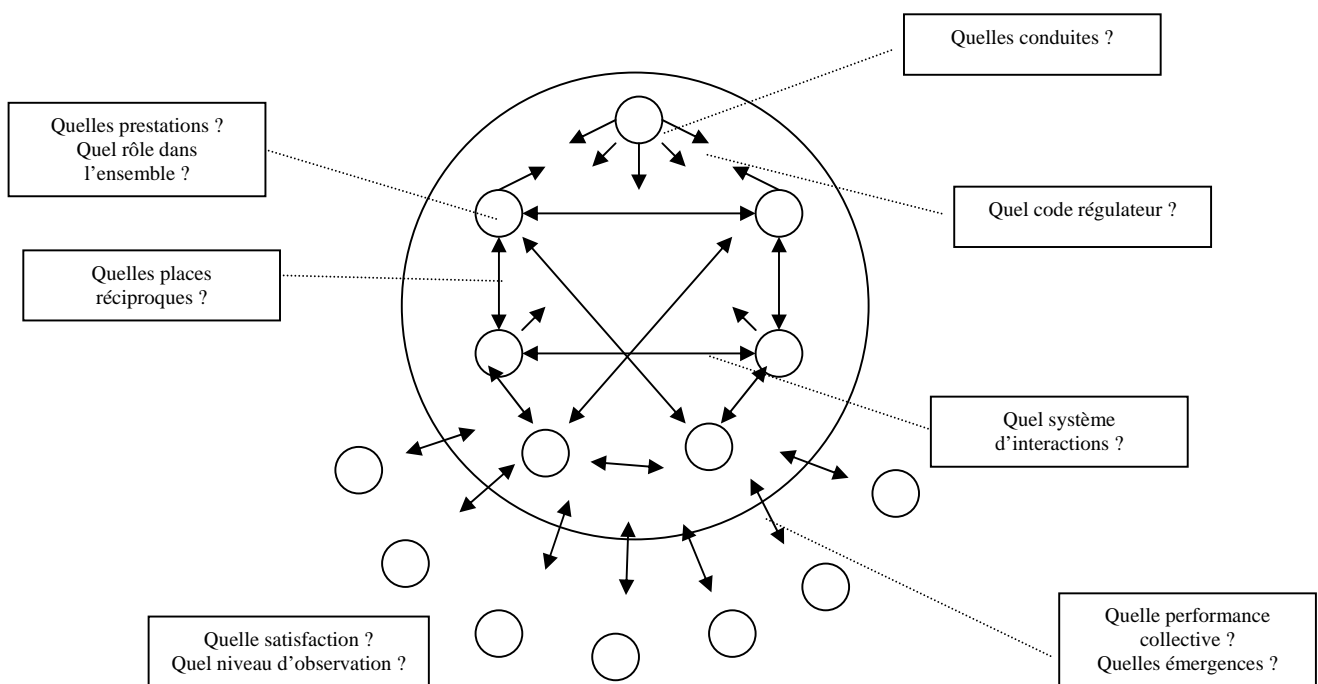 Quelles conduites ?
Quelles prestations ?
Quel rôle dans
l’ensemble ?
Quel code régulateur ?
Quelles places
réciproques ?
Quel système
d’interactions ?
Quelle performance
collective ?
Quelles émergences ?
Quelle satisfaction ?
Quel niveau d’observation ?